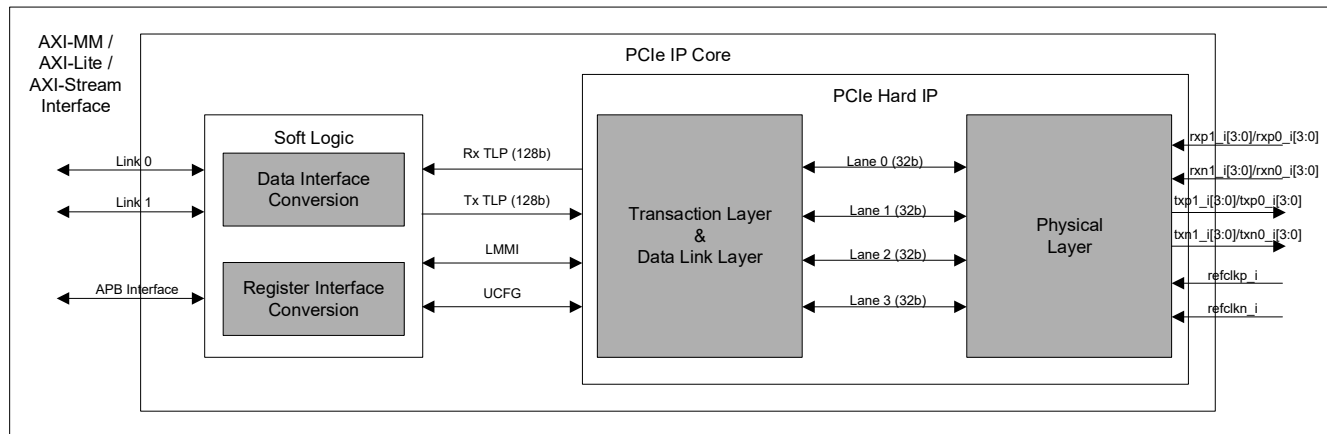 AXI-MM /
AXI-Lite /
AXI-Stream
Interface
PCIe IP Core
PCIe Hard IP
Soft Logic
Link 0
Link 1
APB Interface
Data Interface
Conversion
Register Interface
Conversion
Rx TLP (128b)
Tx TLP (128b)
LMMI
UCFG
Transaction Layer
&
Data Link Layer
Lane 0 (32b)
Lane 1 (32b)
Lane 2 (32b)
Lane 3 (32b)
Physical
Layer
rxp1_i[3:0]/rxp0_i[3:0]
rxn1_i[3:0]/rxn0_i[3:0]
txp1_i[3:0]/txp0_i[3:0]
txn1_i[3:0]/txn0_i[3:0]
refclkp_i
refclkn_i